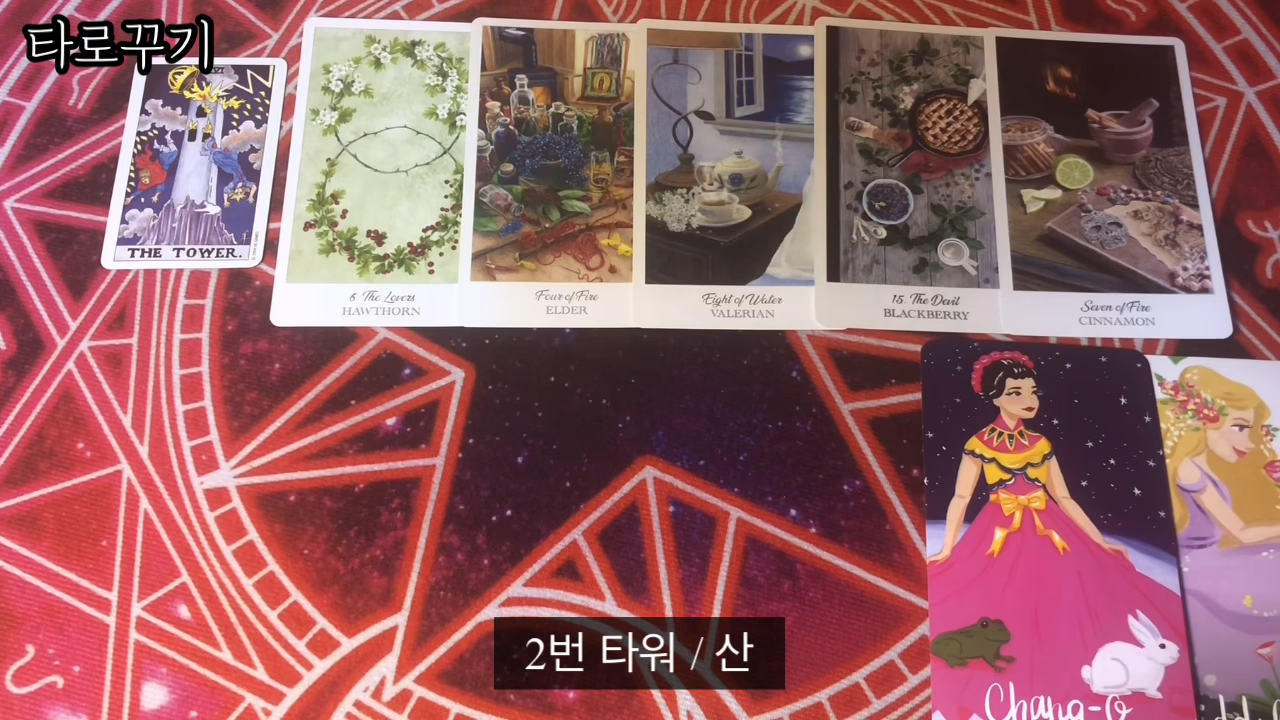 타로꾸기
THE TOWER.
6. The Lovers
HAWTHORN
Four of Fire
ELDER
Eight of Water
VALERIAN
15. The Devil
BLACKBERRY
Seven of Fire
CINNAMON
Chang-O
2번 타워 / 산